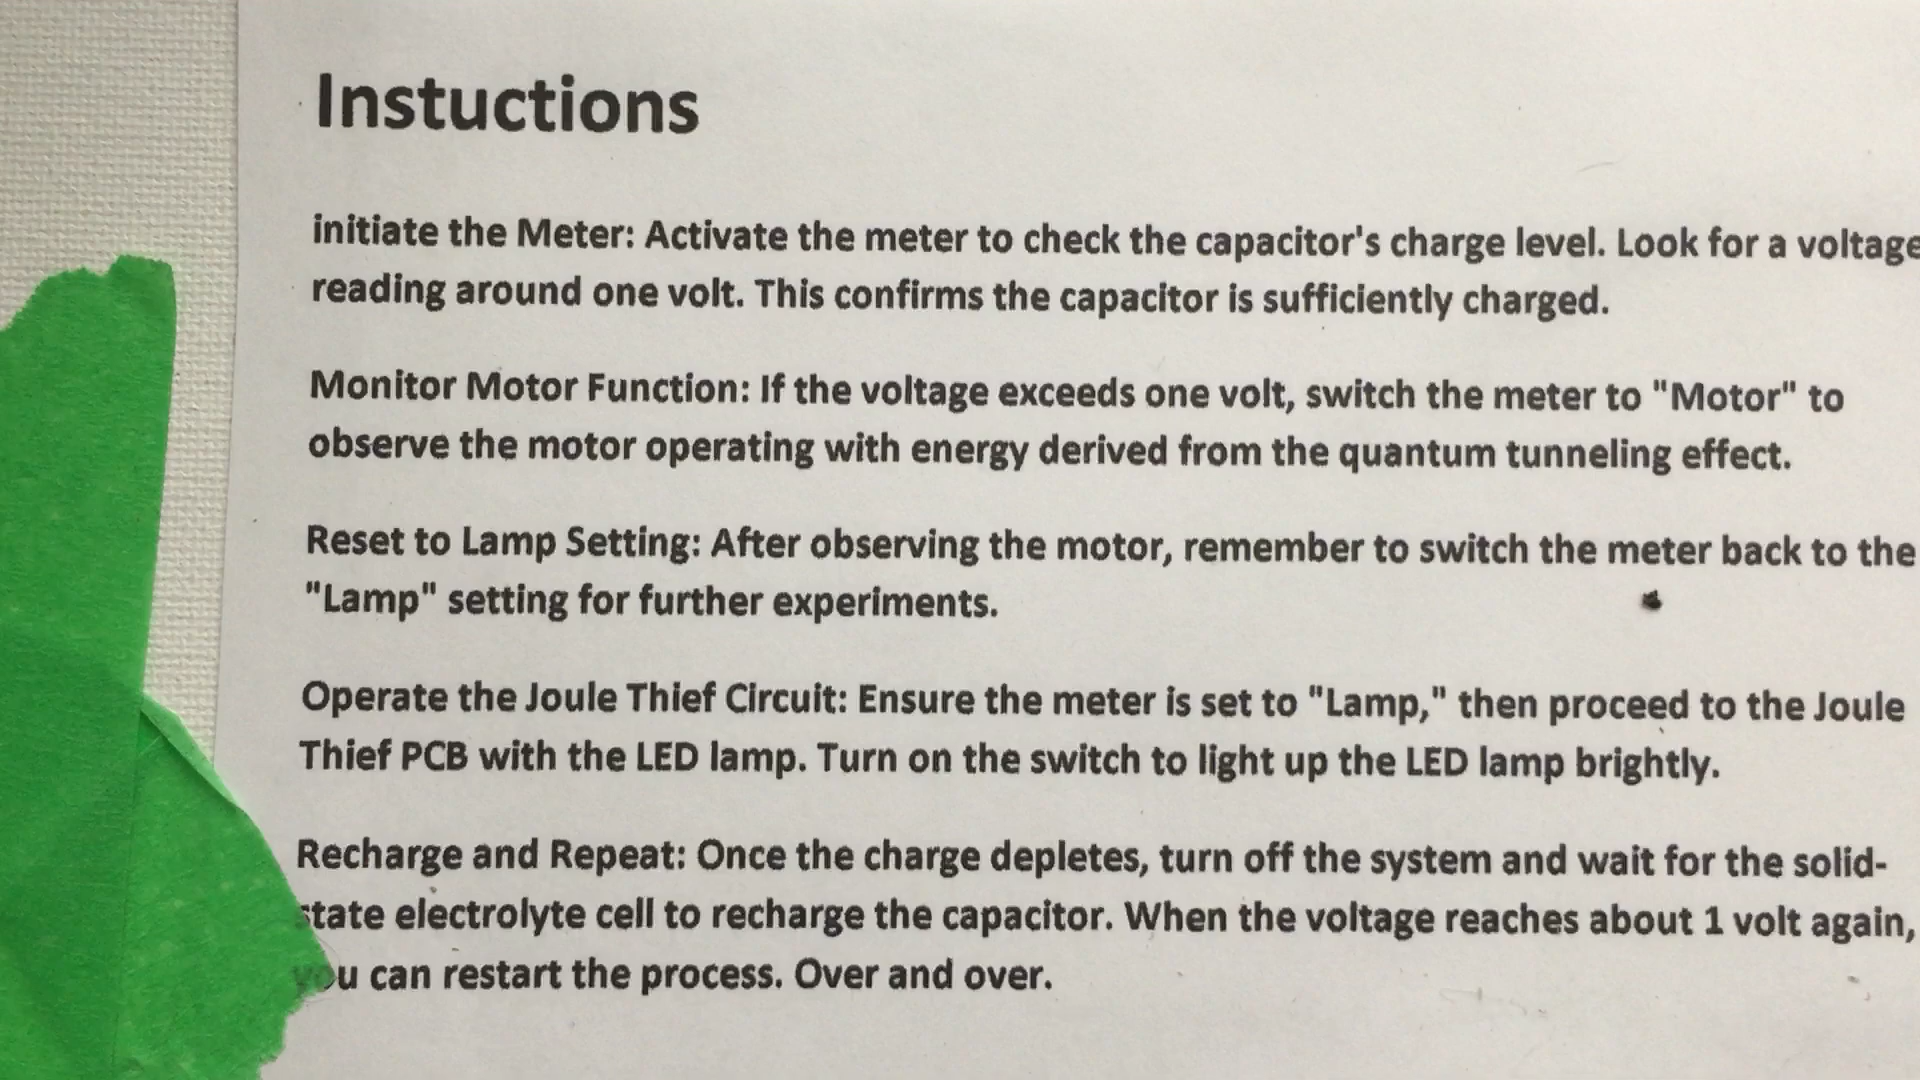 Instuctions
initiate the Meter: Activate the meter to check the capacitor's charge level. Look for a voltage
reading around one volt. This confirms the capacitor is sufficiently charged.
Monitor Motor Function: If the voltage exceeds one volt, switch the meter to "Motor" to
observe the motor operating with energy derived from the quantum tunneling effect.
Reset to Lamp Setting: After observing the motor, remember to switch the meter back to the
"Lamp" setting for further experiments.
Operate the Joule Thief Circuit: Ensure the meter is set to "Lamp," then proceed to the Joule
Thief PCB with the LED lamp. Turn on the switch to light up the LED lamp brightly.
Recharge and Repeat: Once the charge depletes, turn off the system and wait for the solid-
state electrolyte cell to recharge the capacitor. When the voltage reaches about 1 volt again,
you can restart the process. Over and over.